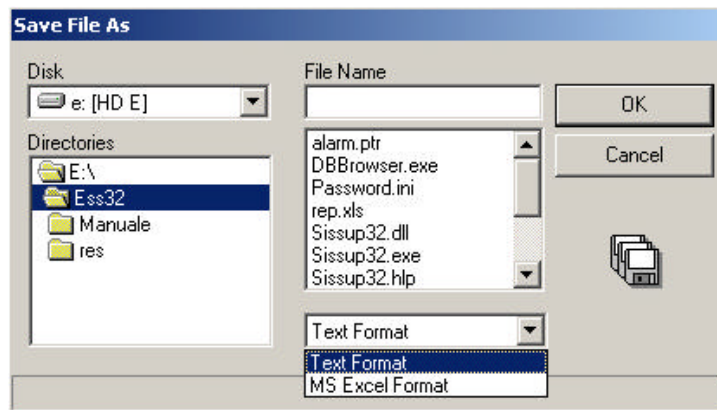 Save File As
Disk
e: [HD E]
Directories
E:\
Ess32
Manuale
res
File Name
alarm.ptr
DBBrowser.exe
Password.ini
rep.xls
Sissup32.dll
Sissup32.exe
Sissup32.hlp
Text Format
Text Format
MS Excel Format
OK
Cancel